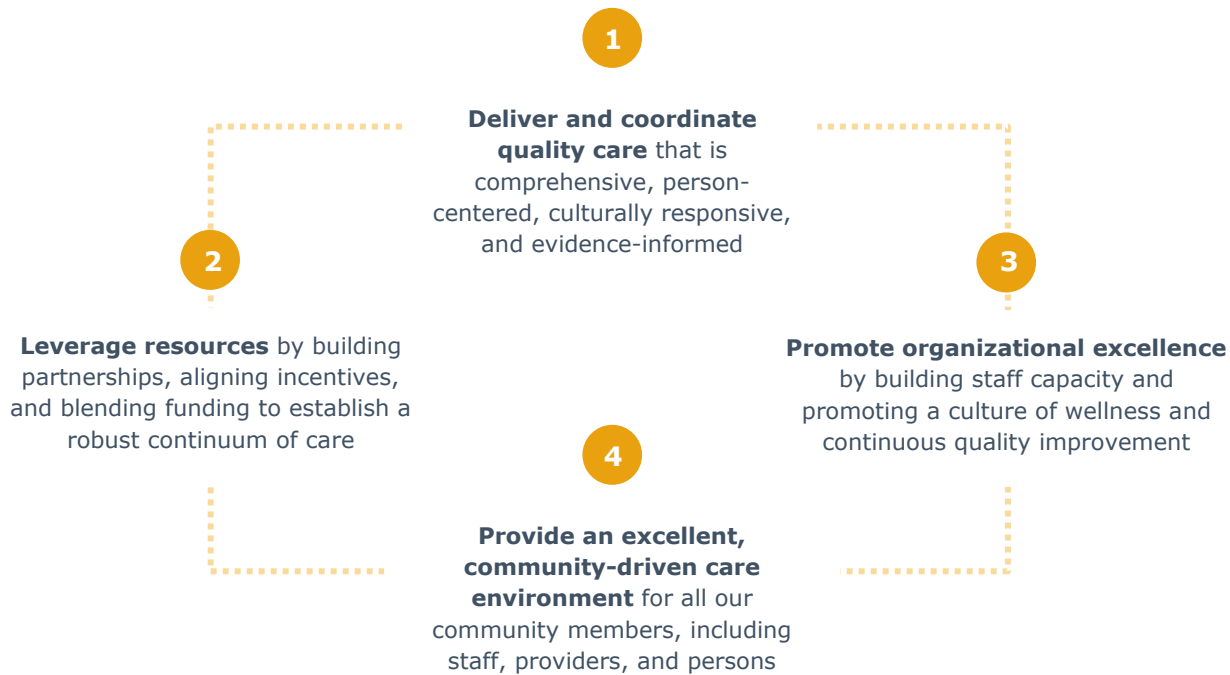 1
Deliver and coordinate
quality care that is
comprehensive, person-
centered, culturally responsive,
and evidence-informed
2
Leverage resources by building
partnerships, aligning incentives,
and blending funding to establish a
robust continuum of care
3
Promote organizational excellence
by building staff capacity and
promoting a culture of wellness and
continuous quality improvement
4
Provide an excellent,
community-driven care
environment for all our
community members, including
staff, providers, and persons